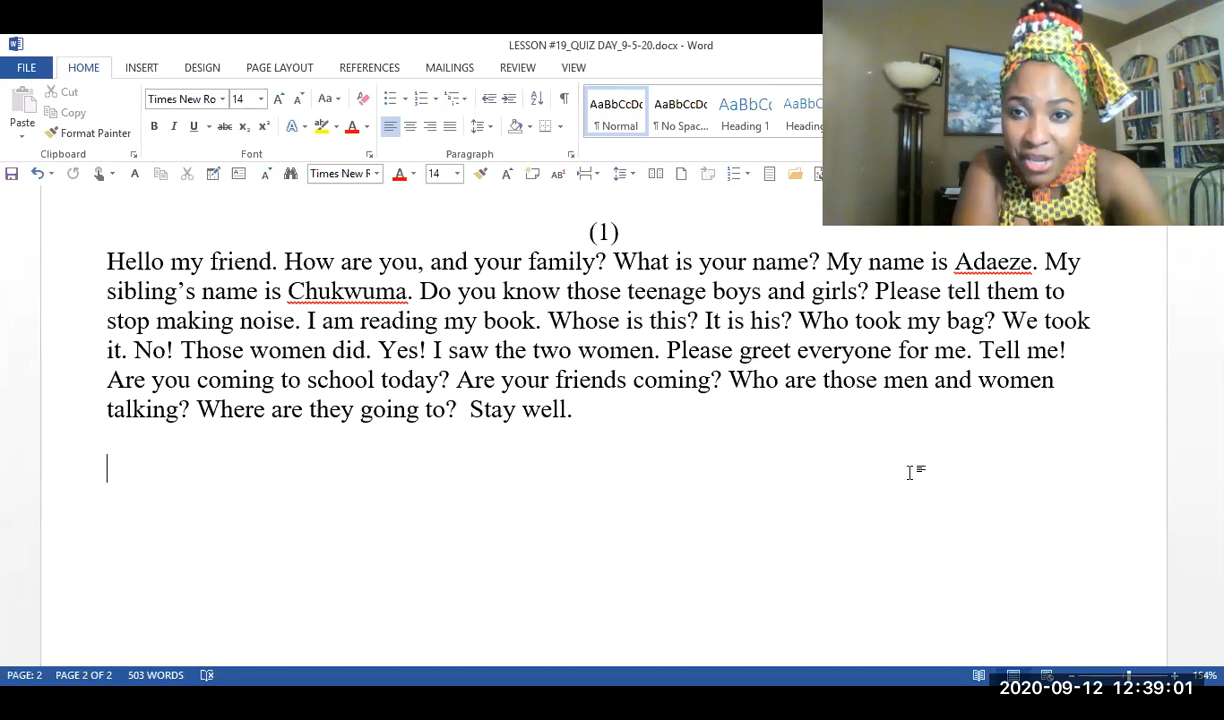 LESSON #19_QUIZ DAY_9-5-20.docx - Word
FILE HOME INSERT DESIGN PAGE LAYOUT REFERENCES MAILINGS REVIEW VIEW
Cut
Copy
Paste
Format Painter
Times New Ro 14
AaBbCcDc AaBbCcDc AaBbCc AaBbC
¶ Normal ¶ No Spac... Heading 1 Heading
Clipboard Font Paragraph
Times New R 14
(1)
Hello my friend. How are you, and your family? What is your name? My name is Adaeze. My
sibling’s name is Chukwuma. Do you know those teenage boys and girls? Please tell them to
stop making noise. I am reading my book. Whose is this? It is his? Who took my bag? We took
it. No! Those women did. Yes! I saw the two women. Please greet everyone for me. Tell me!
Are you coming to school today? Are your friends coming? Who are those men and women
talking? Where are they going to?  Stay well.
PAGE: 2 PAGE 2 OF 2 503 WORDS 154%
2020-09-12 12:39:01